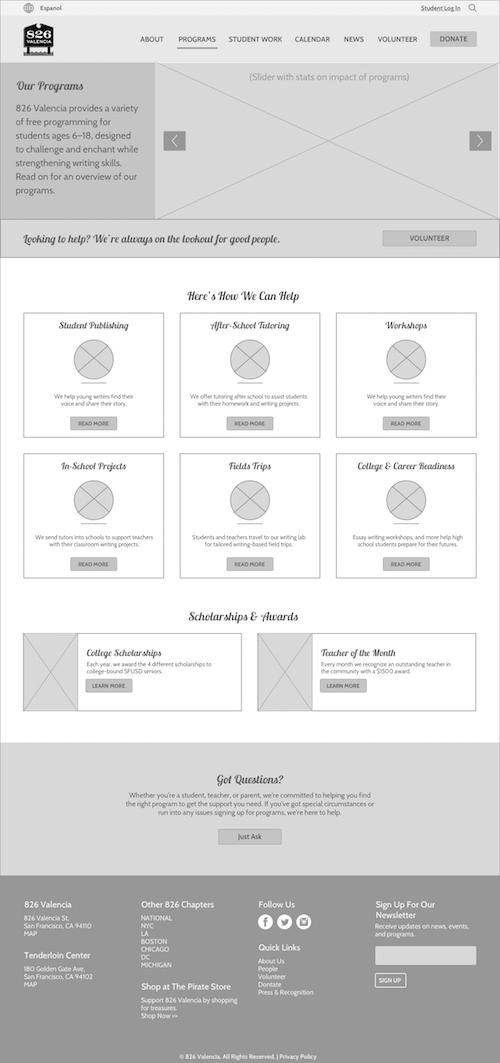 Espanol
Student Log In
826
VALENCIA
ABOUT
PROGRAMS
STUDENT WORK
CALENDAR
NEWS
VOLUNTEER
DONATE
Our Programs
826 Valencia provides a variety
of free programming for
students ages 6–18, designed
to challenge and enchant while
strengthening writing skills.
Read on for an overview of our
programs.
(Slider with stats on impact of programs)
Looking to help? We're always on the lookout for good people.
VOLUNTEER
Here's How We Can Help
Student Publishing
We help young writers find their
voice and share their story.
READ MORE
After-School Tutoring
We offer tutoring after school to assist students
with their homework and writing projects.
READ MORE
Workshops
We help young writers find their
voice and share their story.
READ MORE
In-School Projects
We send tutors into schools to support teachers
with their classroom writing projects.
READ MORE
Fields Trips
Students and teachers travel to our writing lab
for tailored writing-based field trips.
READ MORE
College & Career Readiness
Essay writing workshops, and more help high
school students prepare for their futures.
READ MORE
Scholarships & Awards
College Scholarships
Each year, we award the 4 different scholarships to
college-bound SFUSD seniors.
LEARN MORE
Teacher of the Month
Every month we recognize an outstanding teacher in
the community with a $1500 award.
LEARN MORE
Got Questions?
Whether you're a student, teacher, or parent, we're committed to helping you find
the right program to get the support you need. If you've got special circumstances or
run into any issues signing up for programs, we're here to help.
Just Ask
826 Valencia
826 Valencia St,
San Francisco, CA 94110
MAP
Tenderloin Center
180 Golden Gate Ave,
San Francisco, CA 94102
MAP
Other 826 Chapters
NATIONAL
NYC
LA
BOSTON
CHICAGO
DC
MICHIGAN
Shop at The Pirate Store
Support 826 Valencia by shopping
for treasures.
Shop Now >>
Follow Us
Quick Links
About Us
People
Volunteer
Dontate
Press & Recognition
Sign Up For Our
Newsletter
Receive updates on news, events,
and programs.
SIGN UP
© 826 Valencia. All Rights Reserved. | Privacy Policy